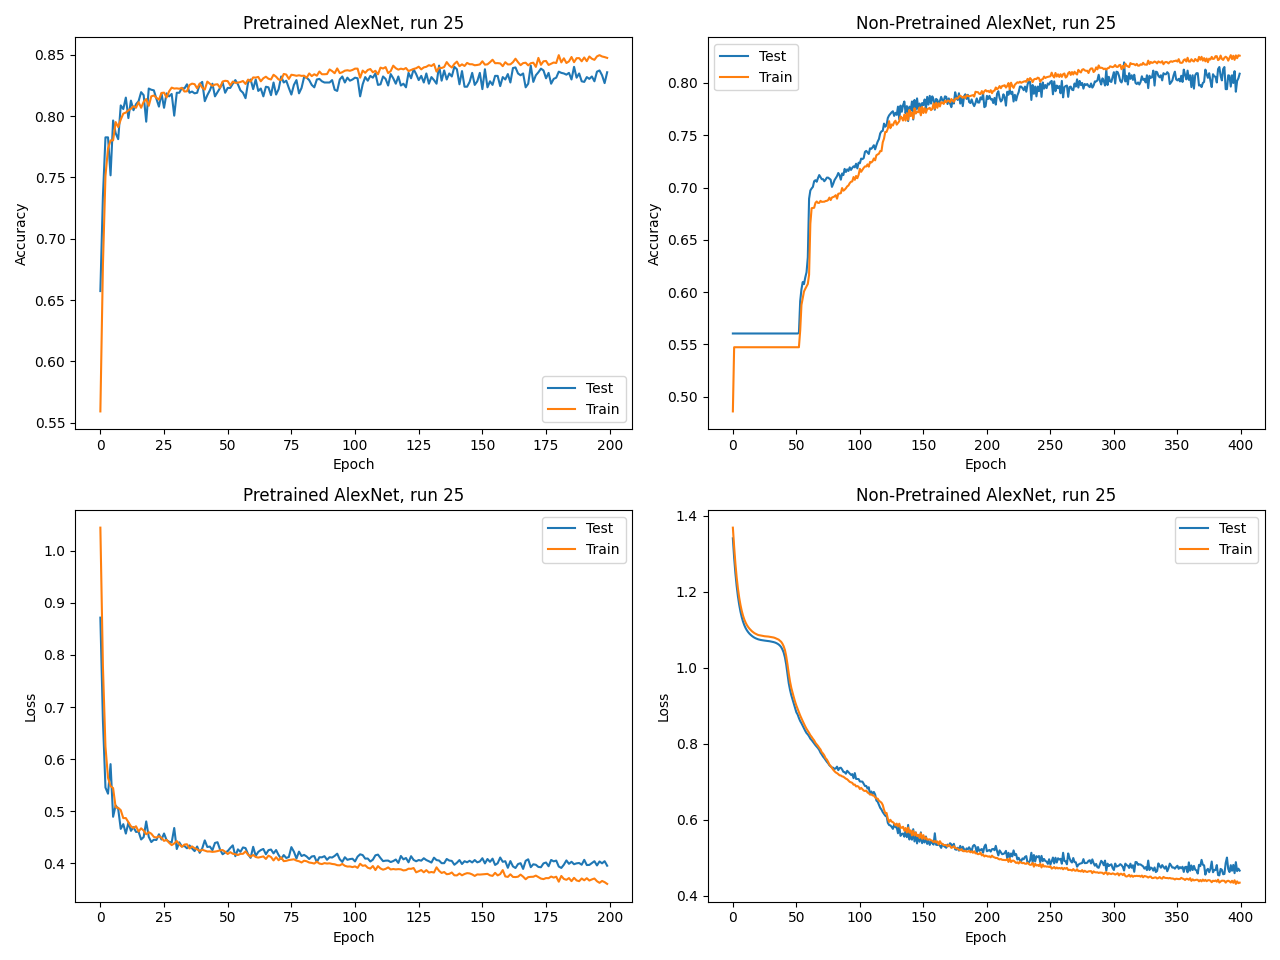 Pretrained AlexNet, run 25
0.85
0.80
0.75
0.70
0.65
0.60
0.55
Accuracy
Test
Train
0 25 50 75 100 125 150 175 200
Epoch
Non-Pretrained AlexNet, run 25
Test
Train
0.80
0.75
0.70
0.65
0.60
0.55
0.50
Accuracy
0 50 100 150 200 250 300 350 400
Epoch
Pretrained AlexNet, run 25
Test
Train
1.0
0.9
0.8
0.7
0.6
0.5
0.4
Loss
0 25 50 75 100 125 150 175 200
Epoch
Non-Pretrained AlexNet, run 25
Test
Train
1.4
1.2
1.0
0.8
0.6
0.4
Loss
0 50 100 150 200 250 300 350 400
Epoch